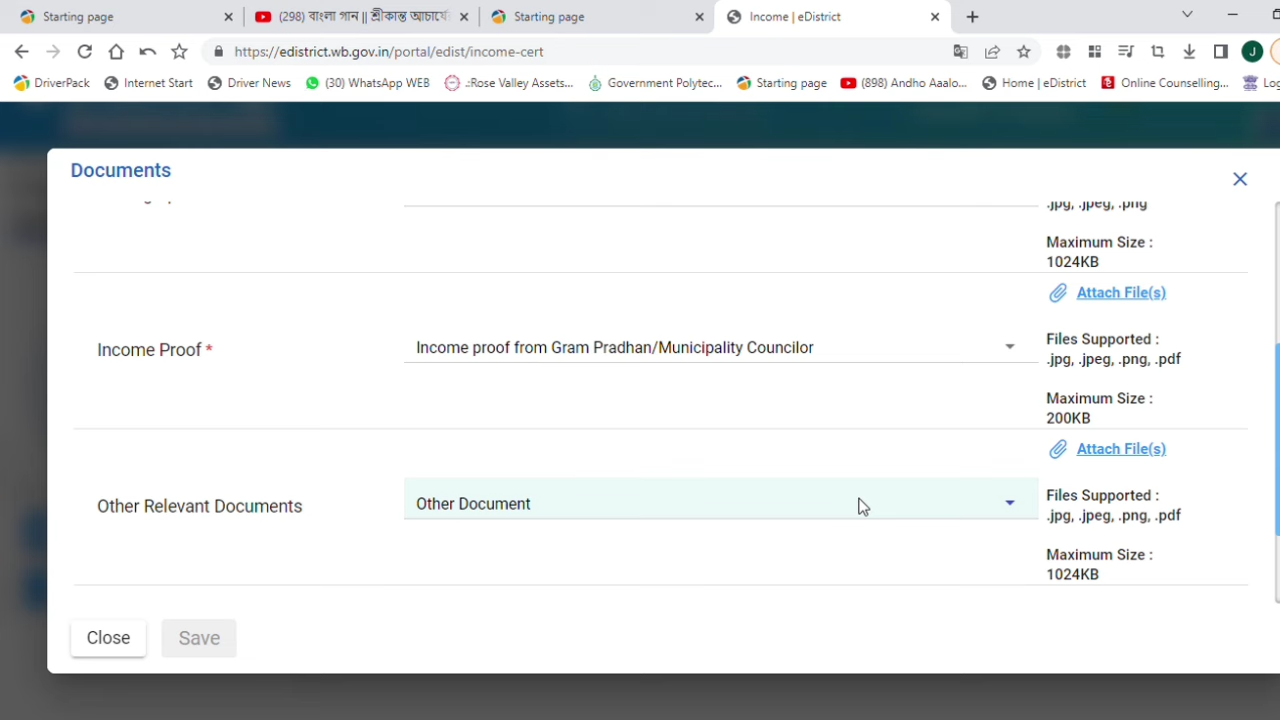 Starting page
(298) বাংলা গান || শ্রীকান্ত আচার্যে
Starting page
Income | eDistrict
https://edistrict.wb.gov.in/portal/edist/income-cert
J
DriverPack
Internet Start
Driver News
(30) WhatsApp WEB
.:Rose Valley Assets...
Government Polytec...
Starting page
(898) Andho Aaalo...
Home | eDistrict
Online Counselling...
Log
Documents
.jpg, .jpeg, .png
Maximum Size :
1024KB
Attach File(s)
Income Proof *
Income proof from Gram Pradhan/Municipality Councilor
Files Supported :
.jpg, .jpeg, .png, .pdf
Maximum Size :
200KB
Attach File(s)
Other Relevant Documents
Other Document
Files Supported :
.jpg, .jpeg, .png, .pdf
Maximum Size :
1024KB
Close
Save